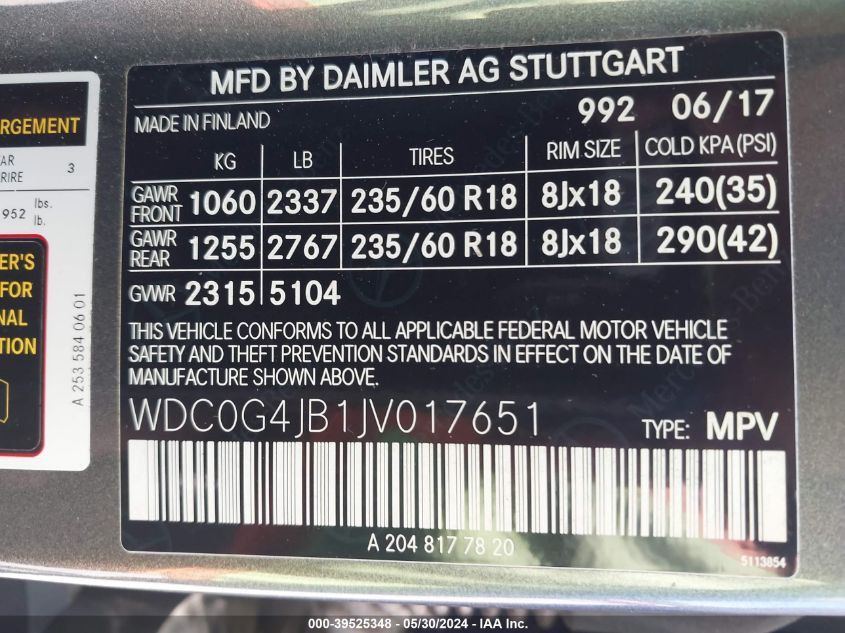 RGEMENT
AR
RIRE 3
952 lbs.
lb.
ER'S
FOR
NAL
TION
A 253 584 06 01
MFD BY DAIMLER AG STUTTGART
MADE IN FINLAND 992 06/17
KG LB TIRES RIM SIZE COLD KPA (PSI)
GAWR FRONT 1060 2337 235/60 R18 8Jx18 240(35)
GAWR REAR 1255 2767 235/60 R18 8Jx18 290(42)
GVWR 2315 5104
THIS VEHICLE CONFORMS TO ALL APPLICABLE FEDERAL MOTOR VEHICLE
SAFETY AND THEFT PREVENTION STANDARDS IN EFFECT ON THE DATE OF
MANUFACTURE SHOWN ABOVE.
WDC0G4JB1JV017651 TYPE: MPV
A 204 817 78 20
5113854
000-39525348 - 05/30/2024 - IAA Inc.